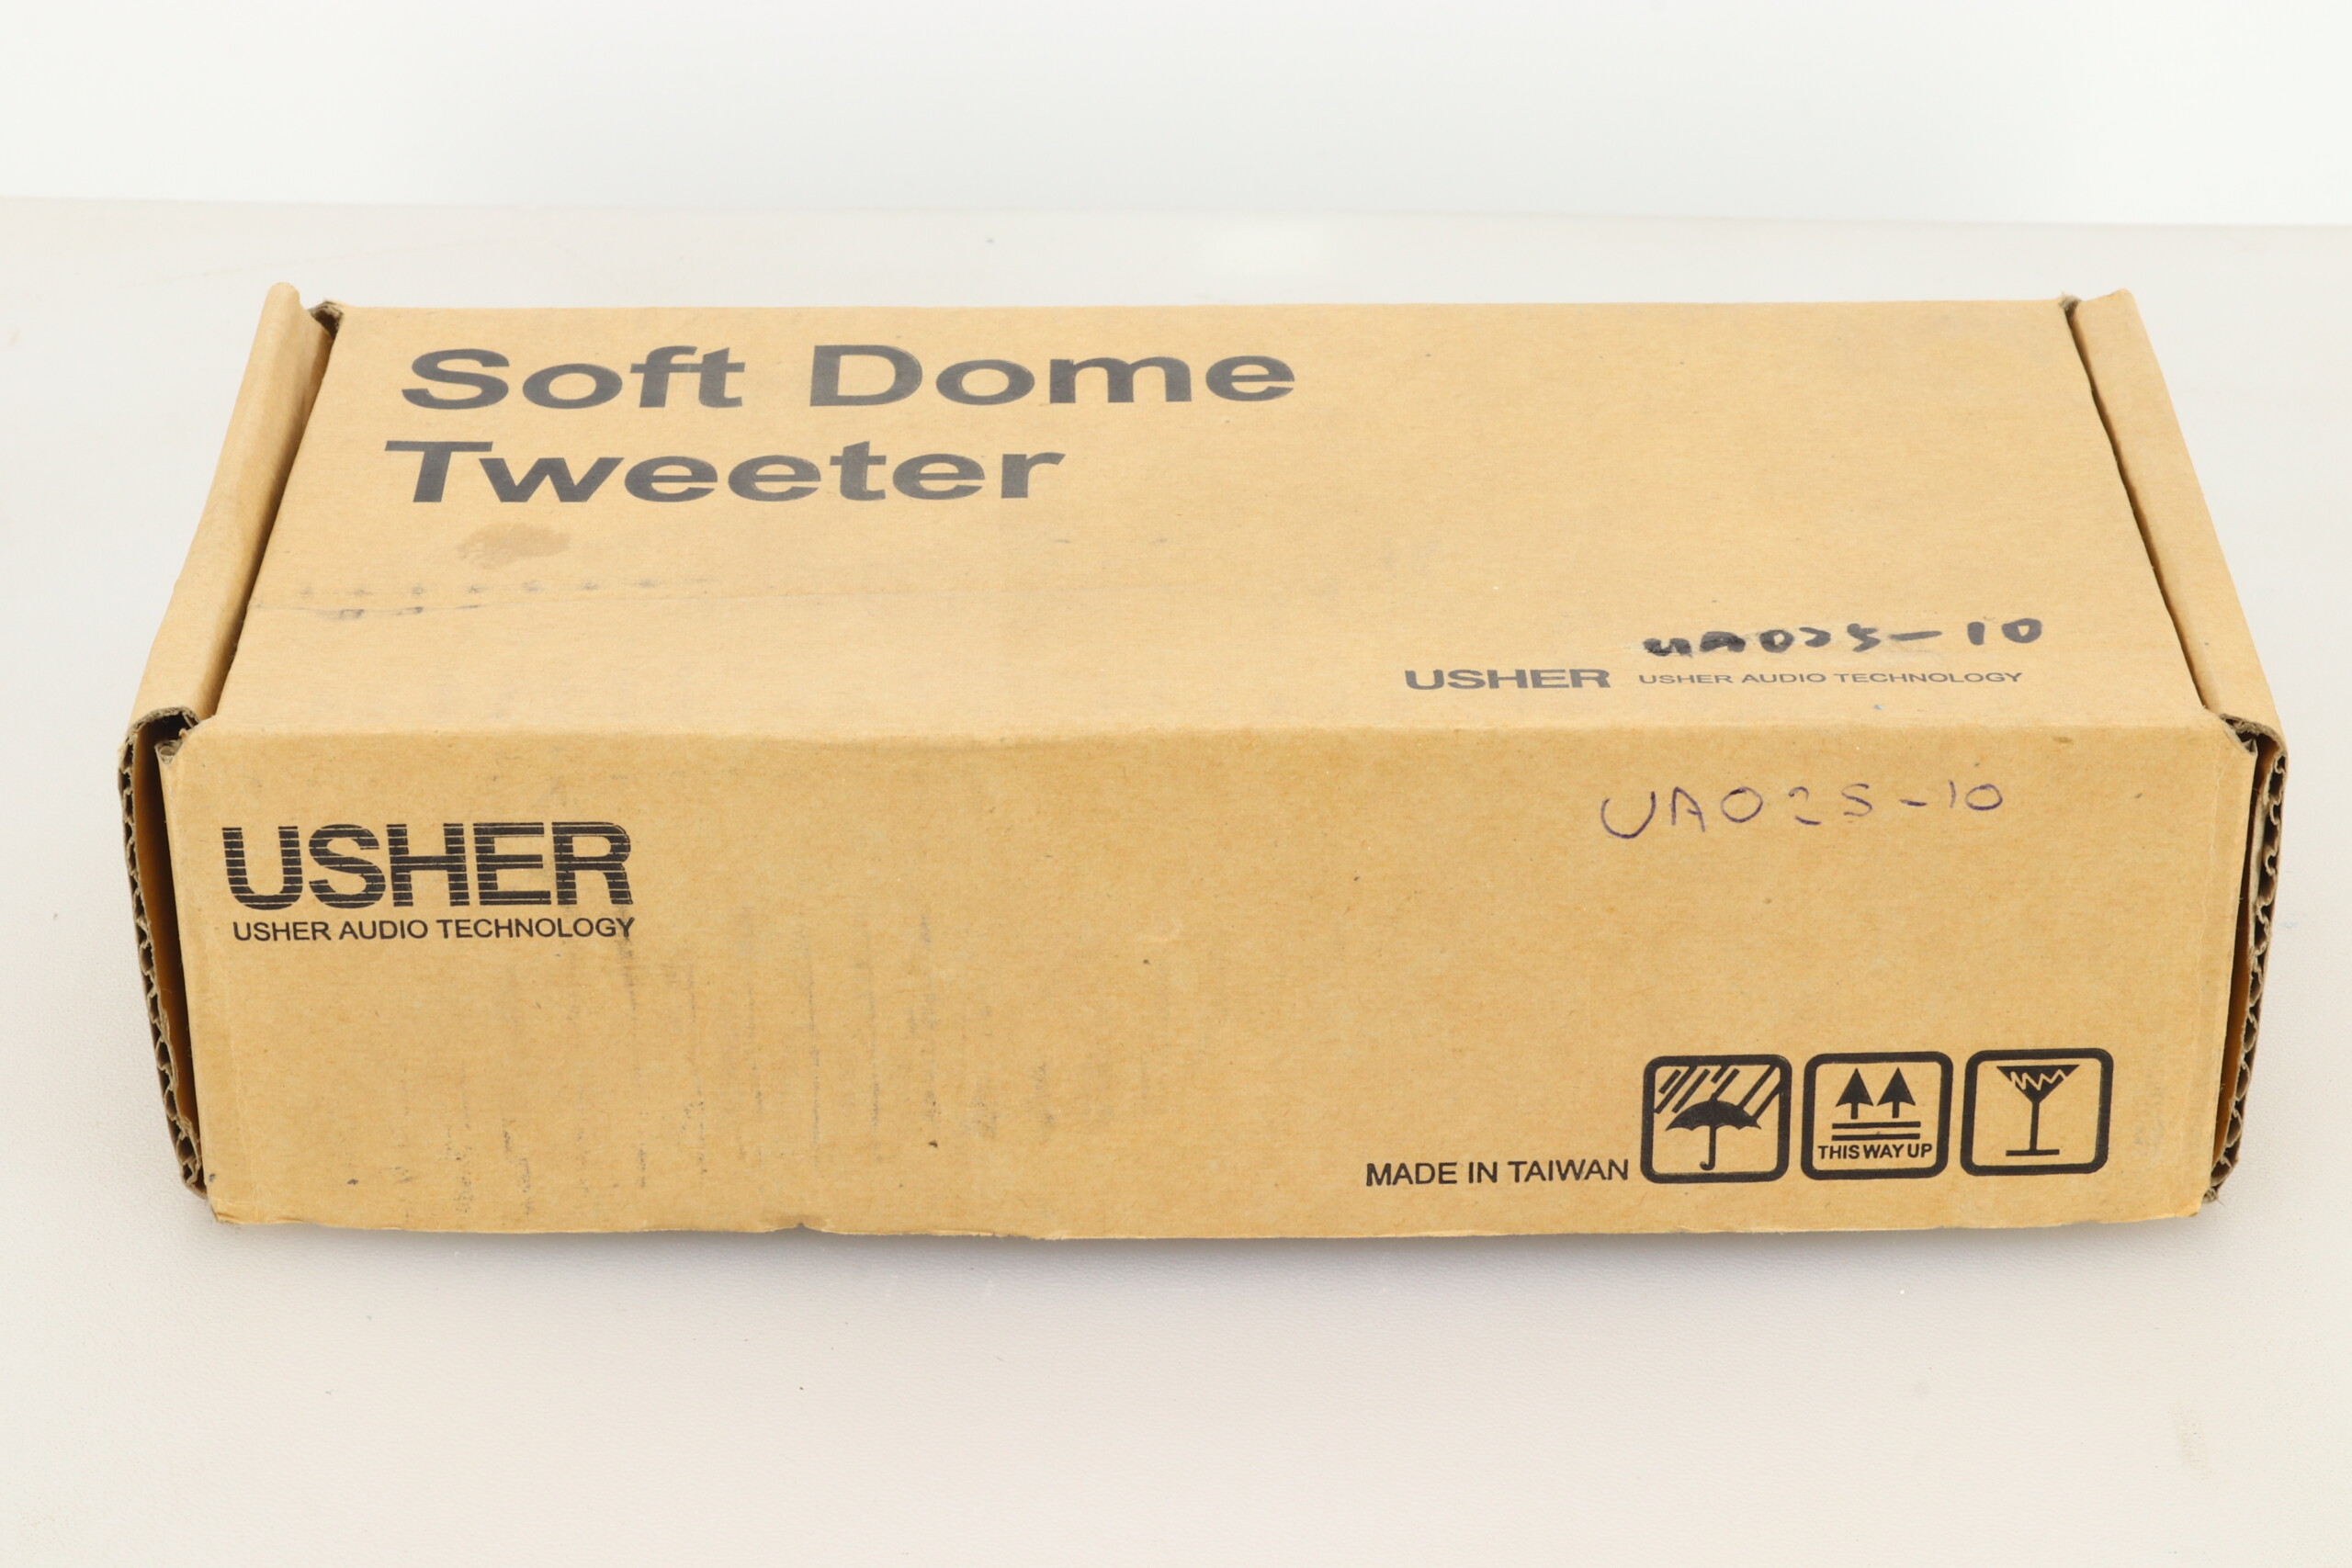 Soft Dome
Tweeter
UA025-10
USHER USHER AUDIO TECHNOLOGY
UA025-10
USHER
USHER AUDIO TECHNOLOGY
THIS WAY UP
MADE IN TAIWAN